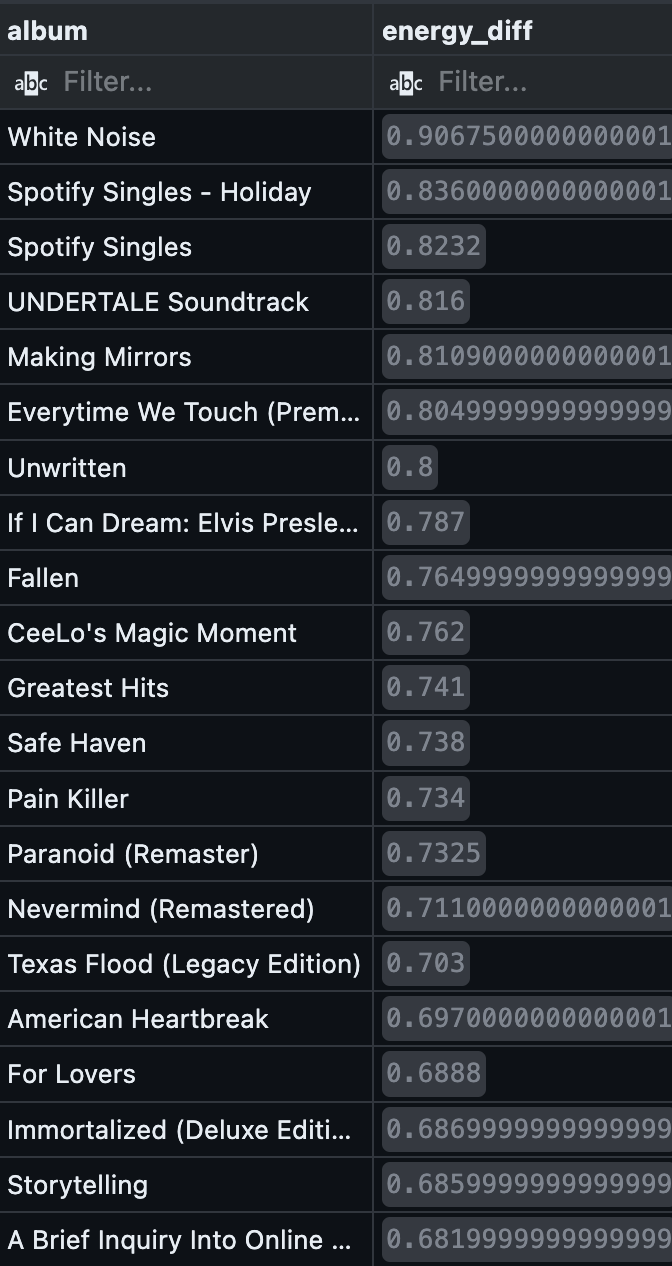 album energy_diff
abc Filter... abc Filter...
White Noise 0.9067500000000001
Spotify Singles - Holiday 0.8360000000000001
Spotify Singles 0.8232
UNDERTALE Soundtrack 0.816
Making Mirrors 0.8109000000000001
Everytime We Touch (Prem... 0.8049999999999999
Unwritten 0.8
If I Can Dream: Elvis Presle... 0.787
Fallen 0.7649999999999999
CeeLo's Magic Moment 0.762
Greatest Hits 0.741
Safe Haven 0.738
Pain Killer 0.734
Paranoid (Remaster) 0.7325
Nevermind (Remastered) 0.7110000000000001
Texas Flood (Legacy Edition) 0.703
American Heartbreak 0.6970000000000001
For Lovers 0.6888
Immortalized (Deluxe Editi... 0.6869999999999999
Storytelling 0.6859999999999999
A Brief Inquiry Into Online ... 0.6819999999999999